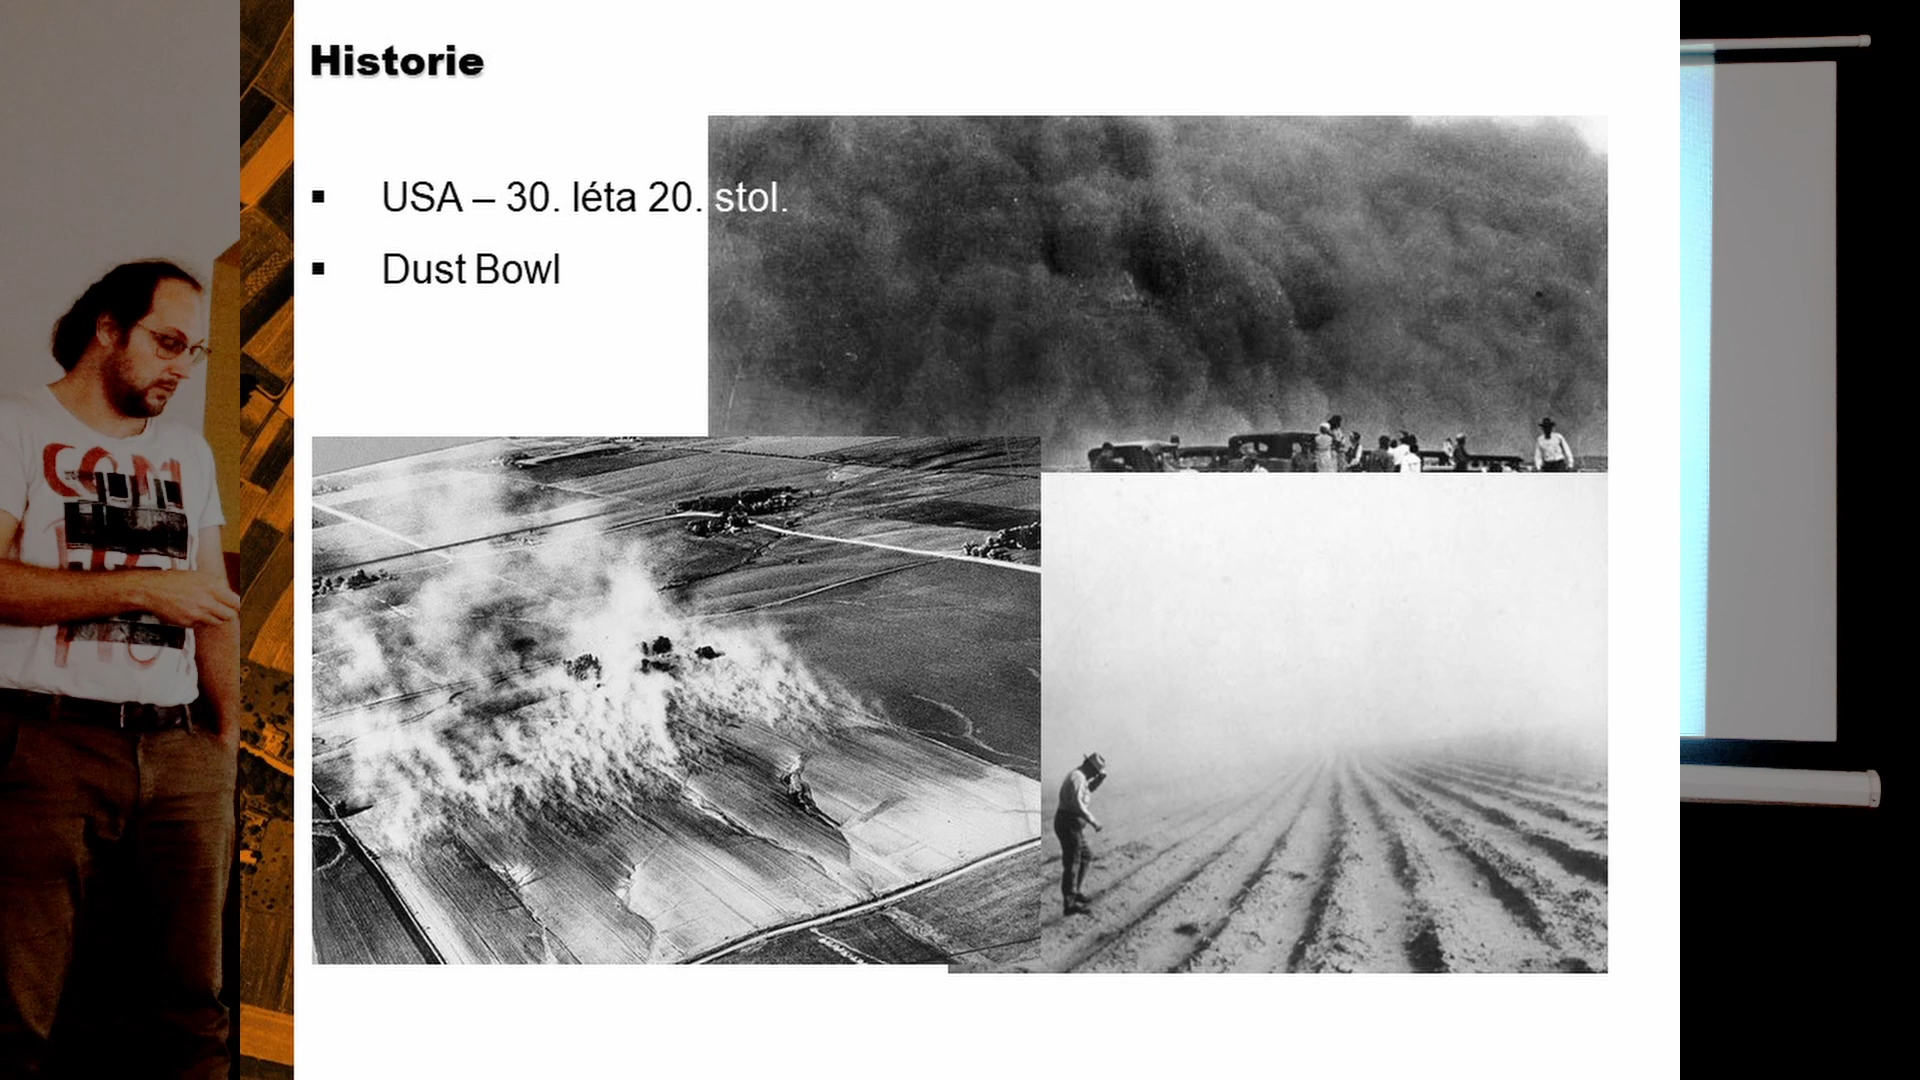 Historie
▪ USA – 30. léta 20. stol.
▪ Dust Bowl